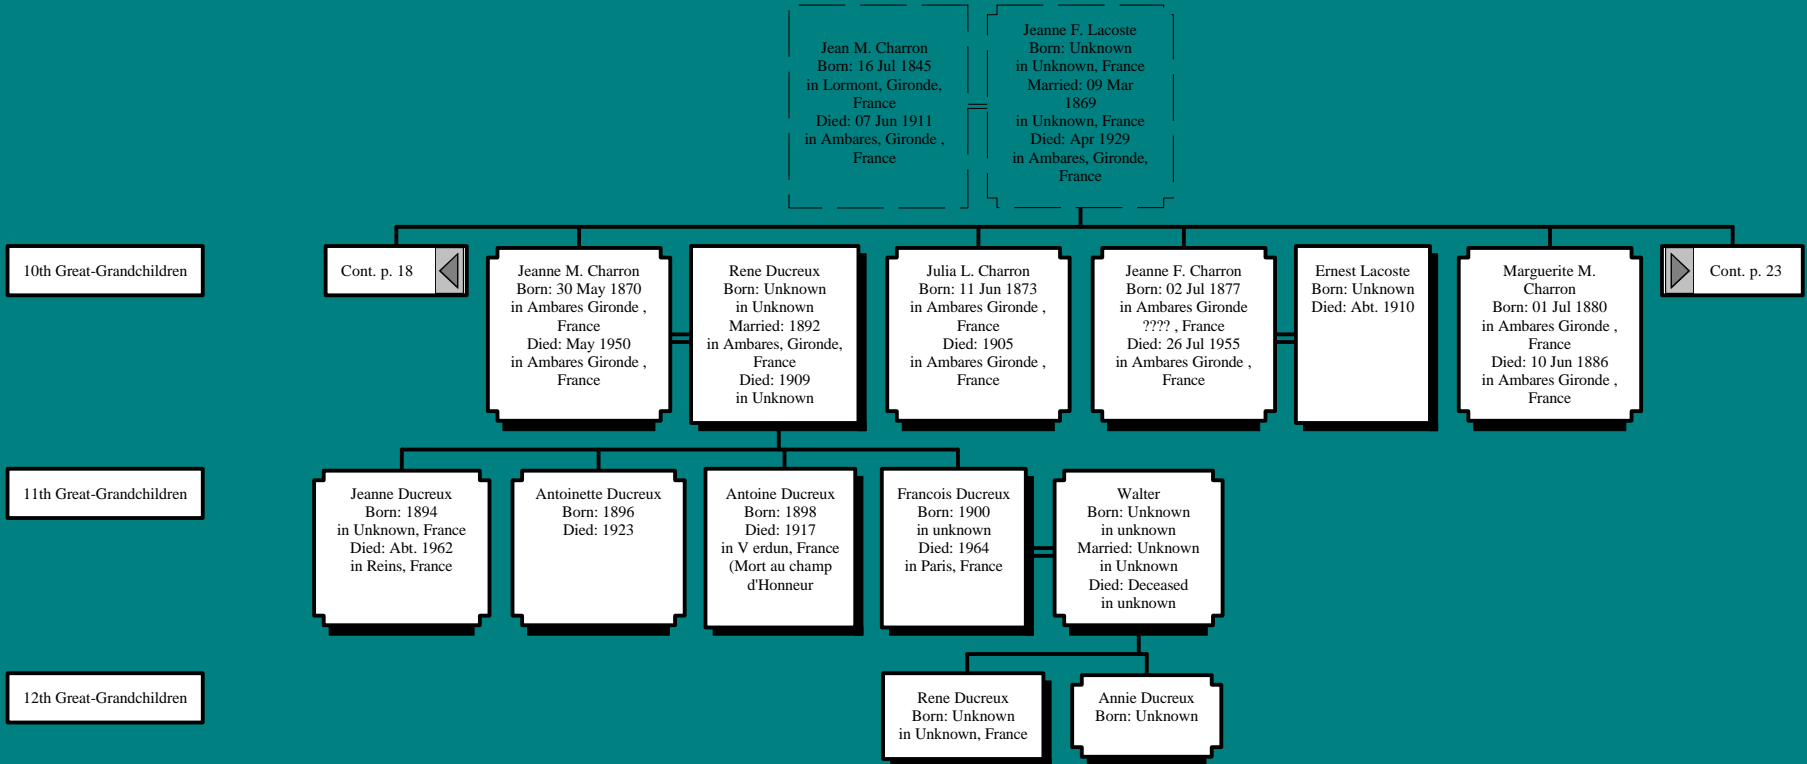 Jean M. Charron
Born: 16 Jul 1845
in Lormont, Gironde,
France
Died: 07 Jun 1911
in Ambares, Gironde ,
France
Jeanne F. Lacoste
Born: Unknown
in Unknown, France
Married: 09 Mar
1869
in Unknown, France
Died: Apr 1929
in Ambares, Gironde,
France
10th Great-Grandchildren
Cont. p. 18
Jeanne M. Charron
Born: 30 May 1870
in Ambares Gironde ,
France
Died: May 1950
in Ambares Gironde ,
France
Rene Ducreux
Born: Unknown
in Unknown
Married: 1892
in Ambares, Gironde,
France
Died: 1909
in Unknown
Julia L. Charron
Born: 11 Jun 1873
in Ambares Gironde ,
France
Died: 1905
in Ambares Gironde ,
France
Jeanne F. Charron
Born: 02 Jul 1877
in Ambares Gironde
???? , France
Died: 26 Jul 1955
in Ambares Gironde ,
France
Ernest Lacoste
Born: Unknown
Died: Abt. 1910
Marguerite M.
Charron
Born: 01 Jul 1880
in Ambares Gironde ,
France
Died: 10 Jun 1886
in Ambares Gironde ,
France
Cont. p. 23
11th Great-Grandchildren
Jeanne Ducreux
Born: 1894
in Unknown, France
Died: Abt. 1962
in Reins, France
Antoinette Ducreux
Born: 1896
Died: 1923
Antoine Ducreux
Born: 1898
Died: 1917
in V erdun, France
(Mort au champ
d'Honneur
Francois Ducreux
Born: 1900
in unknown
Died: 1964
in Paris, France
Walter
Born: Unknown
in unknown
Married: Unknown
in Unknown
Died: Deceased
in unknown
12th Great-Grandchildren
Rene Ducreux
Born: Unknown
in Unknown, France
Annie Ducreux
Born: Unknown